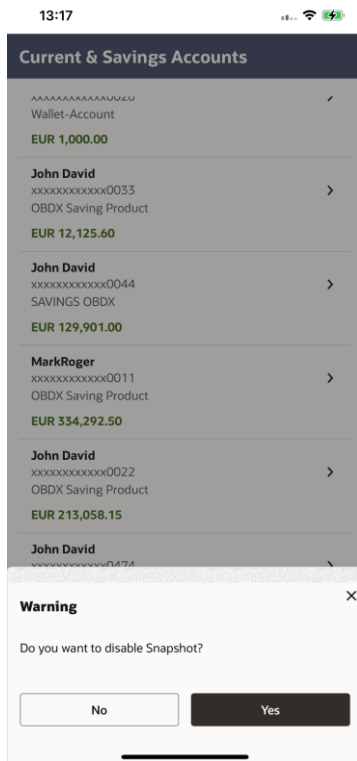 13:17
Current & Savings Accounts
xxxxxxxxxxxx0020
Wallet-Account
EUR 1,000.00
John David
xxxxxxxxxxxx0033
OBDX Saving Product
EUR 12,125.60
John David
xxxxxxxxxxxx0044
SAVINGS OBDX
EUR 129,901.00
MarkRoger
xxxxxxxxxxxx0011
OBDX Saving Product
EUR 334,292.50
John David
xxxxxxxxxxxx0022
OBDX Saving Product
EUR 213,058.15
John David
xxxxxxxxxxxx0474
Warning
Do you want to disable Snapshot?
No
Yes